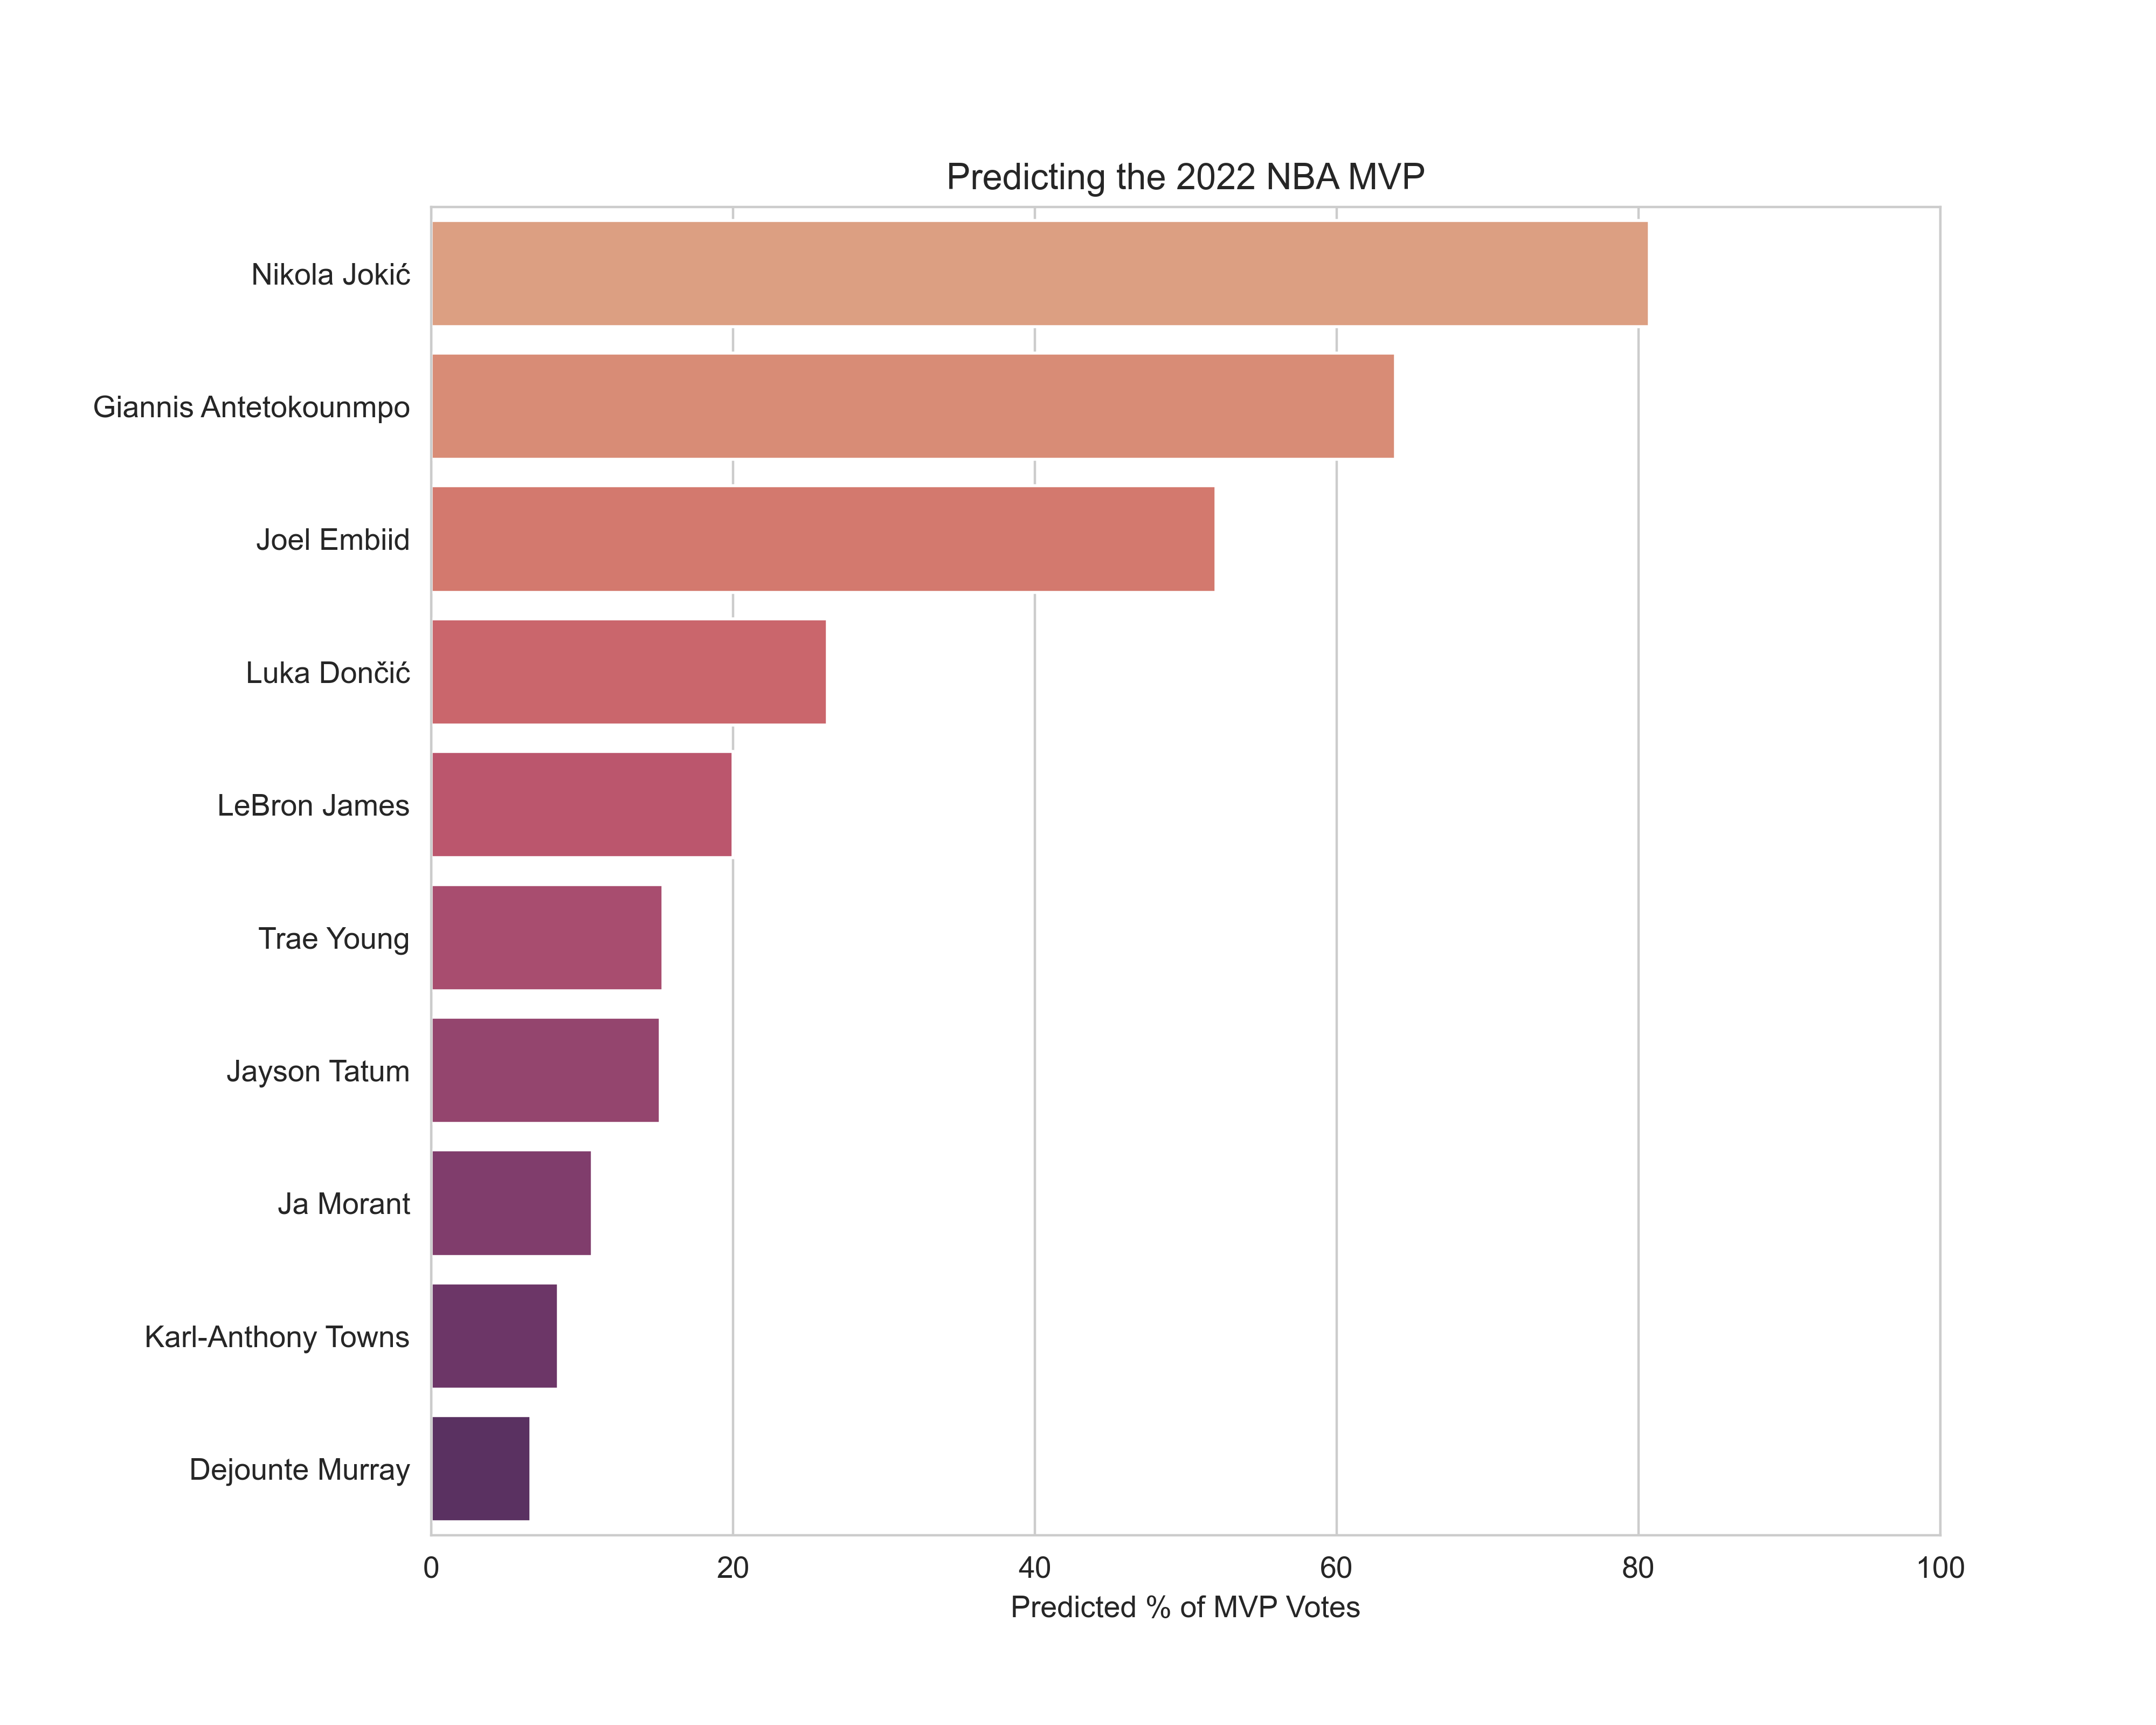 Predicting the 2022 NBA MVP
Nikola Jokić
Giannis Antetokounmpo
Joel Embiid
Luka Dončić
LeBron James
Trae Young
Jayson Tatum
Ja Morant
Karl-Anthony Towns
Dejounte Murray
0 20 40 60 80 100
Predicted % of MVP Votes